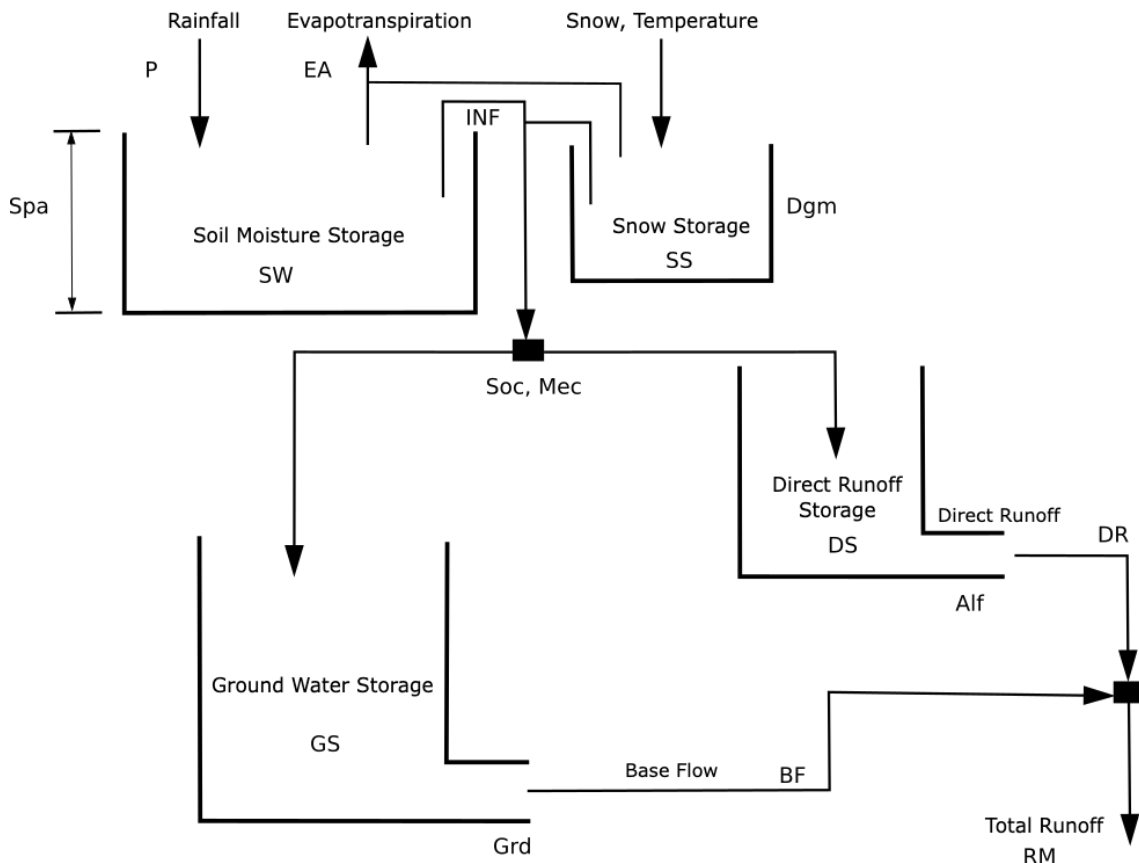 Rainfall
Evapotranspiration
Snow, Temperature
P
EA
INF
Spa
Dgm
Soil Moisture Storage
SW
Snow Storage
SS
Soc, Mec
Direct Runoff
Storage
DS
Direct Runoff
DR
Alf
Ground Water Storage
GS
Base Flow
BF
Grd
Total Runoff
RM